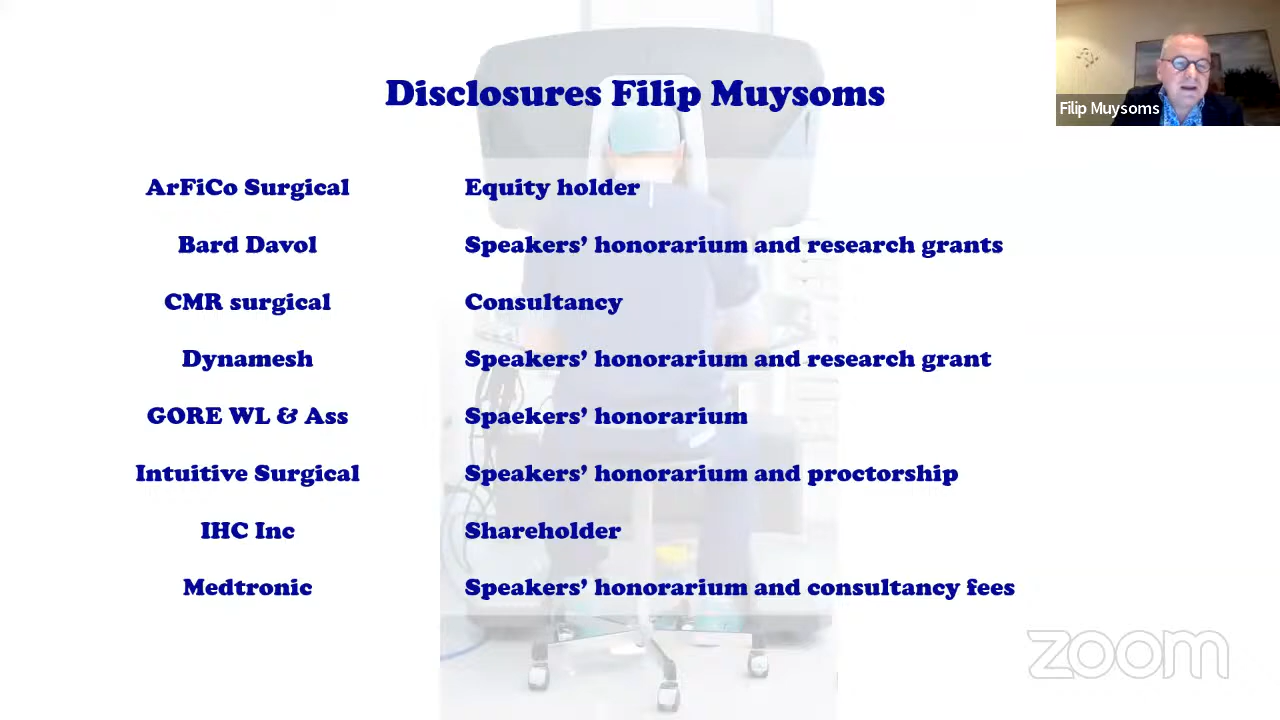 Disclosures Filip Muysoms
Filip Muysoms
ArFiCo Surgical Equity holder
Bard Davol Speakers’ honorarium and research grants
CMR surgical Consultancy
Dynamesh Speakers’ honorarium and research grant
GORE WL & Ass Spaekers’ honorarium
Intuitive Surgical Speakers’ honorarium and proctorship
IHC Inc Shareholder
Medtronic Speakers’ honorarium and consultancy fees
zoom